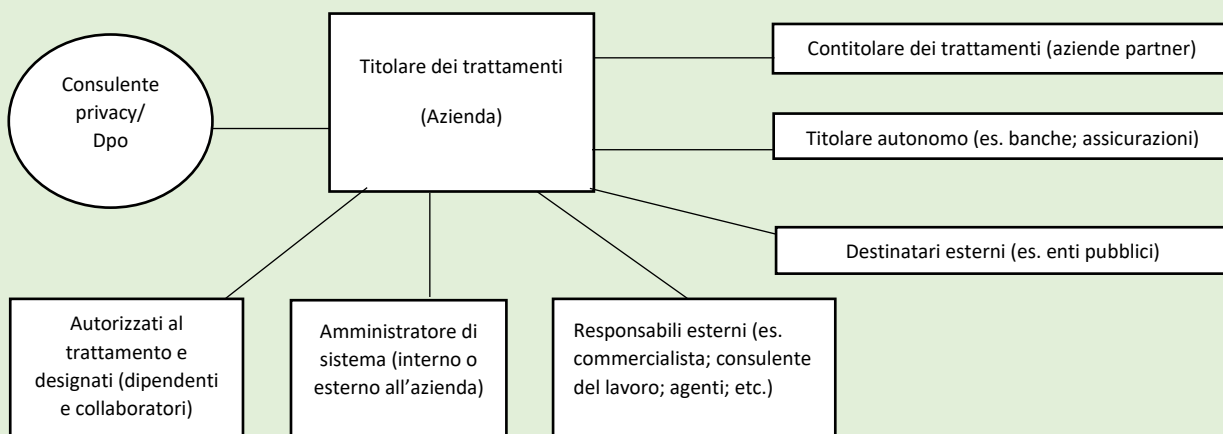 Consulente
privacy/
Dpo
Titolare dei trattamenti
(Azienda)
Contitolare dei trattamenti (aziende partner)
Titolare autonomo (es. banche; assicurazioni)
Destinatari esterni (es. enti pubblici)
Autorizzati al
trattamento e
designati (dipendenti
e collaboratori)
Amministratore di
sistema (interno o
esterno all’azienda)
Responsabili esterni (es.
commercialista; consulente
del lavoro; agenti; etc.)